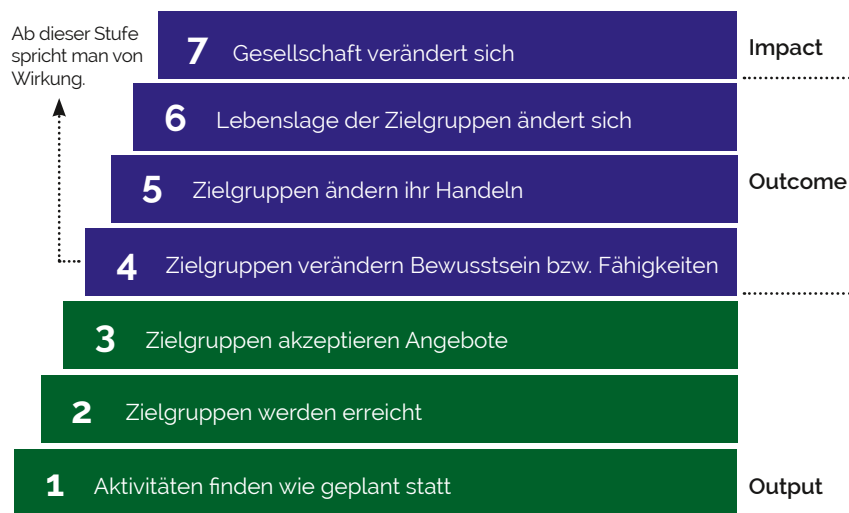 Ab dieser Stufe
spricht man von
Wirkung.
7 Gesellschaft verändert sich
Impact
6 Lebenslage der Zielgruppen ändert sich
5 Zielgruppen ändern ihr Handeln
Outcome
4 Zielgruppen verändern Bewusstsein bzw. Fähigkeiten
3 Zielgruppen akzeptieren Angebote
2 Zielgruppen werden erreicht
1 Aktivitäten finden wie geplant statt
Output